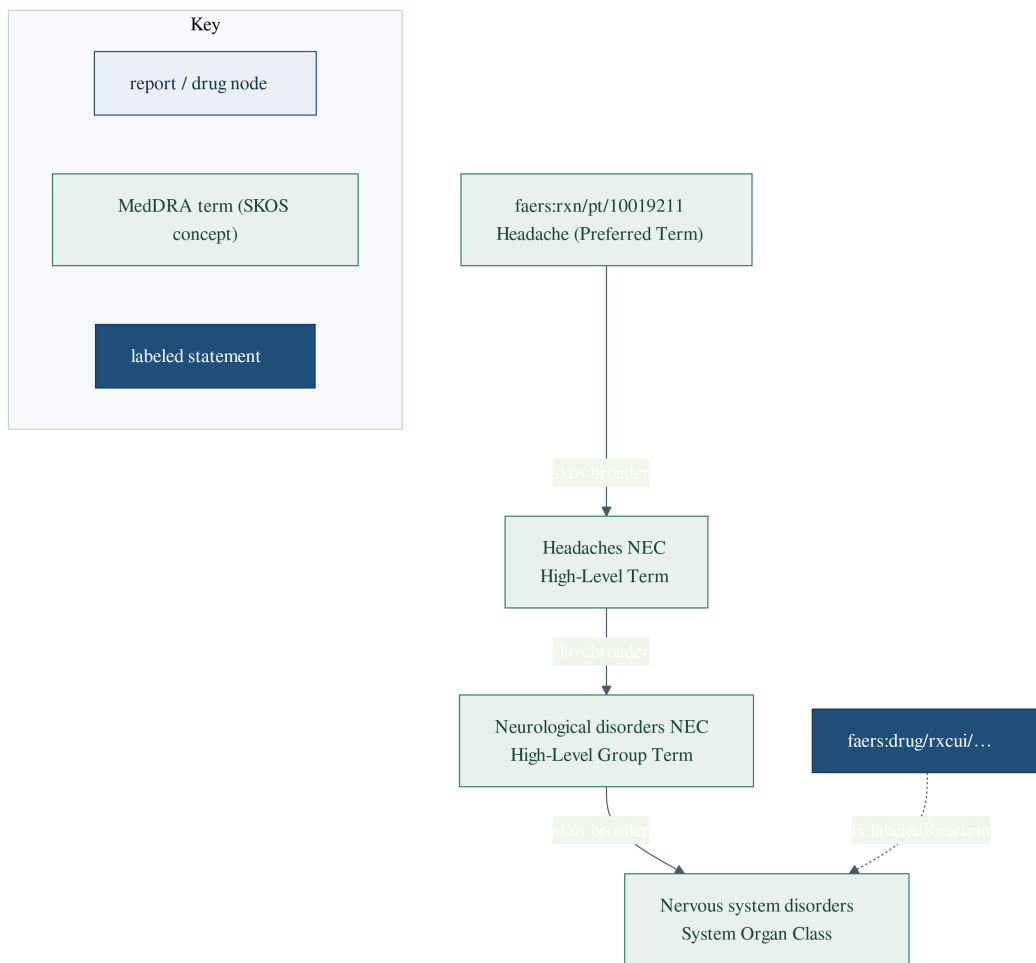 Key
report / drug node
MedDRA term (SKOS
concept)
labeled statement
faers:rxn/pt/10019211
Headache (Preferred Term)
skos:broader
Headaches NEC
High-Level Term
skos:broader
Neurological disorders NEC
High-Level Group Term
faers:drug/rxcui/…
skos:broader
fv:labeledReaction
Nervous system disorders
System Organ Class